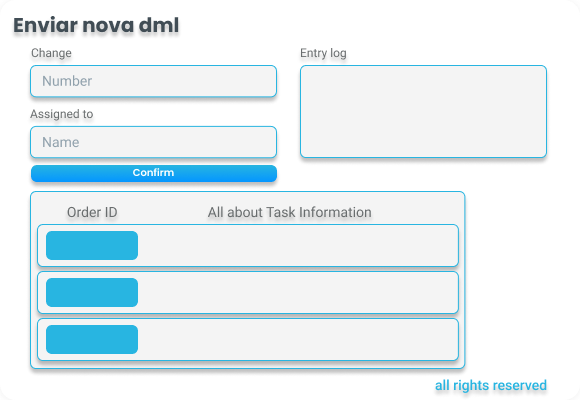 Enviar nova dml
Change
Number
Assigned to
Name
Confirm
Entry log
Order ID
All about Task Information
all rights reserved